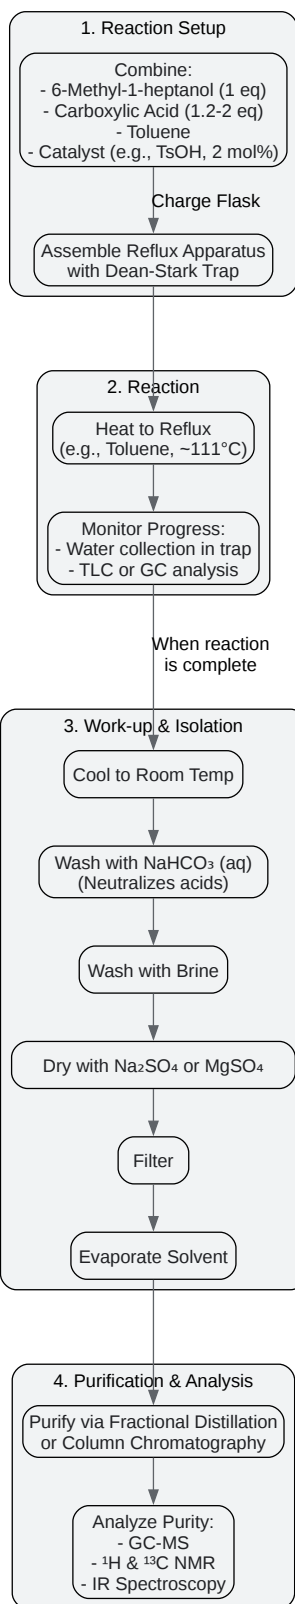 1. Reaction Setup
Combine:
- 6-Methyl-1-heptanol (1 eq)
- Carboxylic Acid (1.2-2 eq)
- Toluene
- Catalyst (e.g., TsOH, 2 mol%)
Charge Flask
Assemble Reflux Apparatus
with Dean-Stark Trap
2. Reaction
Heat to Reflux
(e.g., Toluene, ~111°C)
Monitor Progress:
- Water collection in trap
- TLC or GC analysis
When reaction
is complete
3. Work-up & Isolation
Cool to Room Temp
Wash with NaHCO₃ (aq)
(Neutralizes acids)
Wash with Brine
Dry with Na₂SO₄ or MgSO₄
Filter
Evaporate Solvent
4. Purification & Analysis
Purify via Fractional Distillation
or Column Chromatography
Analyze Purity:
- GC-MS
- ¹H & ¹³C NMR
- IR Spectroscopy